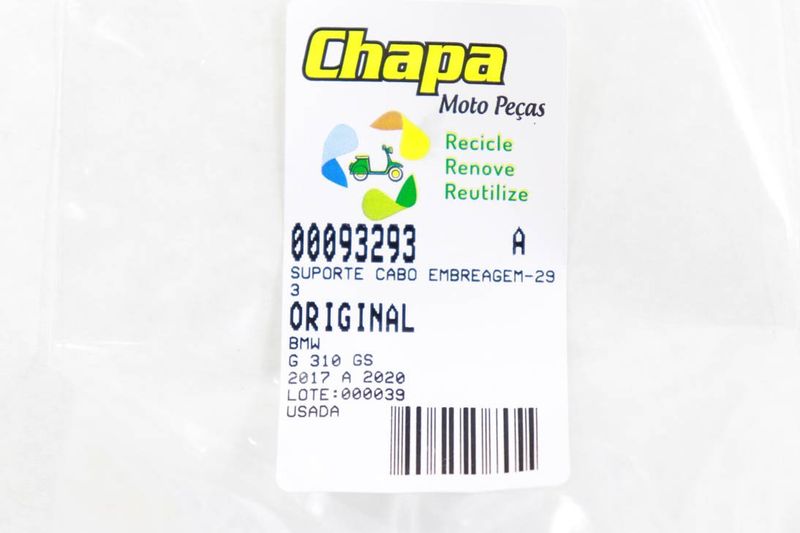 Chapa
Moto Peças
Recicle
Renove
Reutilize
00093293 A
SUPORTE CABO EMBREAGEM-29
3
ORIGINAL
BMW
G 310 GS
2017 A 2020
LOTE:000039
USADA